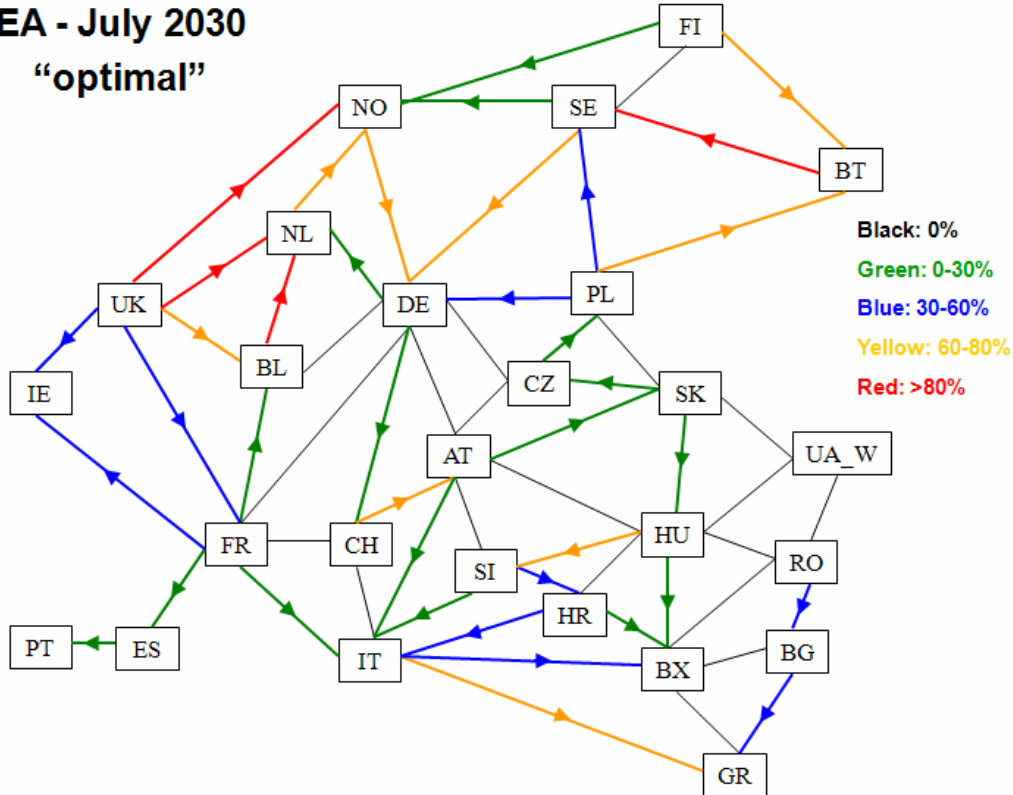 EA - July 2030
“optimal”
FI
NO
SE
BT
NL
Black: 0%
Green: 0-30%
UK
DE
PL
Blue: 30-60%
Yellow: 60-80%
BL
CZ
Red: >80%
IE
SK
AT
UA_W
FR
CH
HU
SI
RO
HR
PT
ES
IT
BX
BG
GR